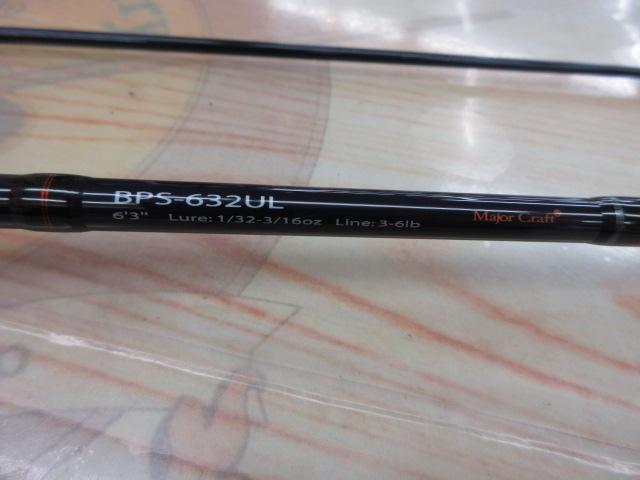 BPS-632UL
6'3" Lure: 1/32-3/16oz Line: 3-6lb
Major Craft®